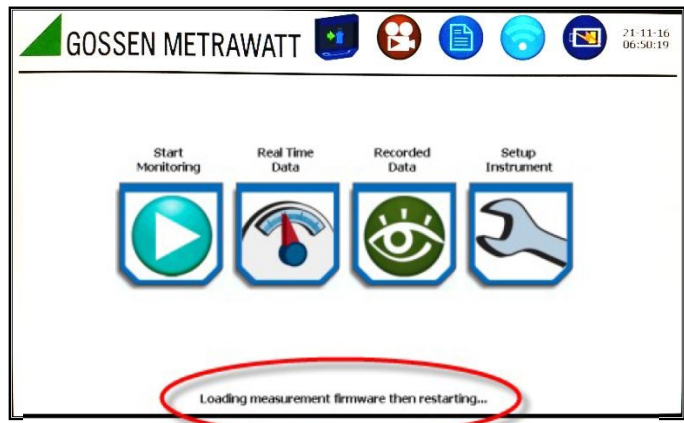 GOSSEN METRAWATT
21-11-16
06:50:19
Start
Monitoring
Real Time
Data
Recorded
Data
Setup
Instrument
Loading measurement firmware then restarting...